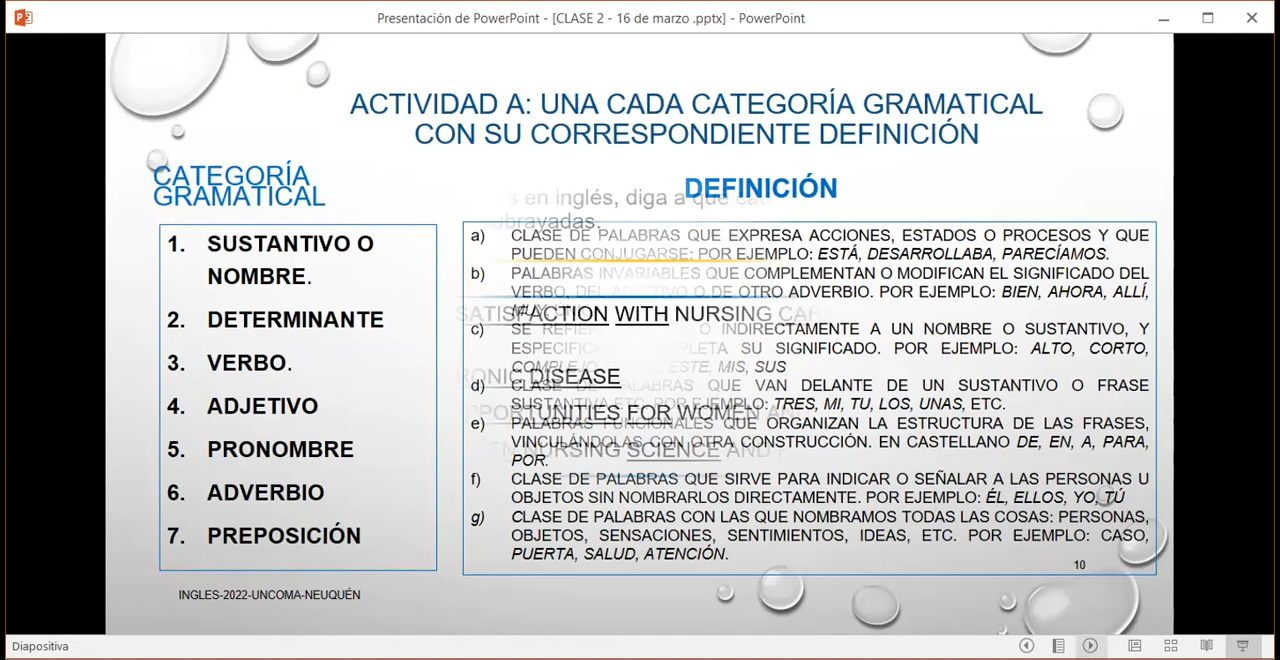 Presentación de PowerPoint - [CLASE 2 - 16 de marzo .pptx] - PowerPoint
ACTIVIDAD A: UNA CADA CATEGORÍA GRAMATICAL
CON SU CORRESPONDIENTE DEFINICIÓN
CATEGORÍA
GRAMATICAL
1. SUSTANTIVO O
NOMBRE.
2. DETERMINANTE
3. VERBO.
4. ADJETIVO
5. PRONOMBRE
6. ADVERBIO
7. PREPOSICIÓN
DEFINICIÓN
en inglés, diga a
a) CLASE DE PALABRAS QUE EXPRESA ACCIONES, ESTADOS O PROCESOS Y QUE
PUEDEN CONJUGARSE: POR EJEMPLO: ESTÁ, DESARROLLABA, PARECÍAMOS.
b) PALABRAS INVARIABLES QUE COMPLEMENTAN O MODIFICAN EL SIGNIFICADO DEL
VERBO, DEL O DE OTRO ADVERBIO. POR EJEMPLO: BIEN, AHORA, ALLÍ,
SATISFACTION WITH NURSING
c) SE O INDIRECTAMENTE A UN NOMBRE O SUSTANTIVO, Y
SU SIGNIFICADO. POR EJEMPLO: ALTO, CORTO,
ESTE, MIS, SUS
DISEASE
d) CLASE DE PALABRAS QUE VAN DELANTE DE UN SUSTANTIVO O FRASE
SUSTANTIVA ETC. POR EJEMPLO: TRES, MI, TU, LOS, UNAS, ETC.
OPPORTUNITIES FOR WOMEN
e) PALABRAS FUNCIONALES QUE ORGANIZAN LA ESTRUCTURA DE LAS FRASES,
VINCULÁNDOLAS CON OTRA CONSTRUCCIÓN. EN CASTELLANO DE, EN, A, PARA,
POR.
NURSING SCIENCE AND
f) CLASE DE PALABRAS QUE SIRVE PARA INDICAR O SEÑALAR A LAS PERSONAS U
OBJETOS SIN NOMBRARLOS DIRECTAMENTE. POR EJEMPLO: ÉL, ELLOS, YO, TÚ
g) CLASE DE PALABRAS CON LAS QUE NOMBRAMOS TODAS LAS COSAS: PERSONAS,
OBJETOS, SENSACIONES, SENTIMIENTOS, IDEAS, ETC. POR EJEMPLO: CASO,
PUERTA, SALUD, ATENCIÓN.
10
INGLES-2022-UNCOMA-NEUQUÉN
Diapositiva